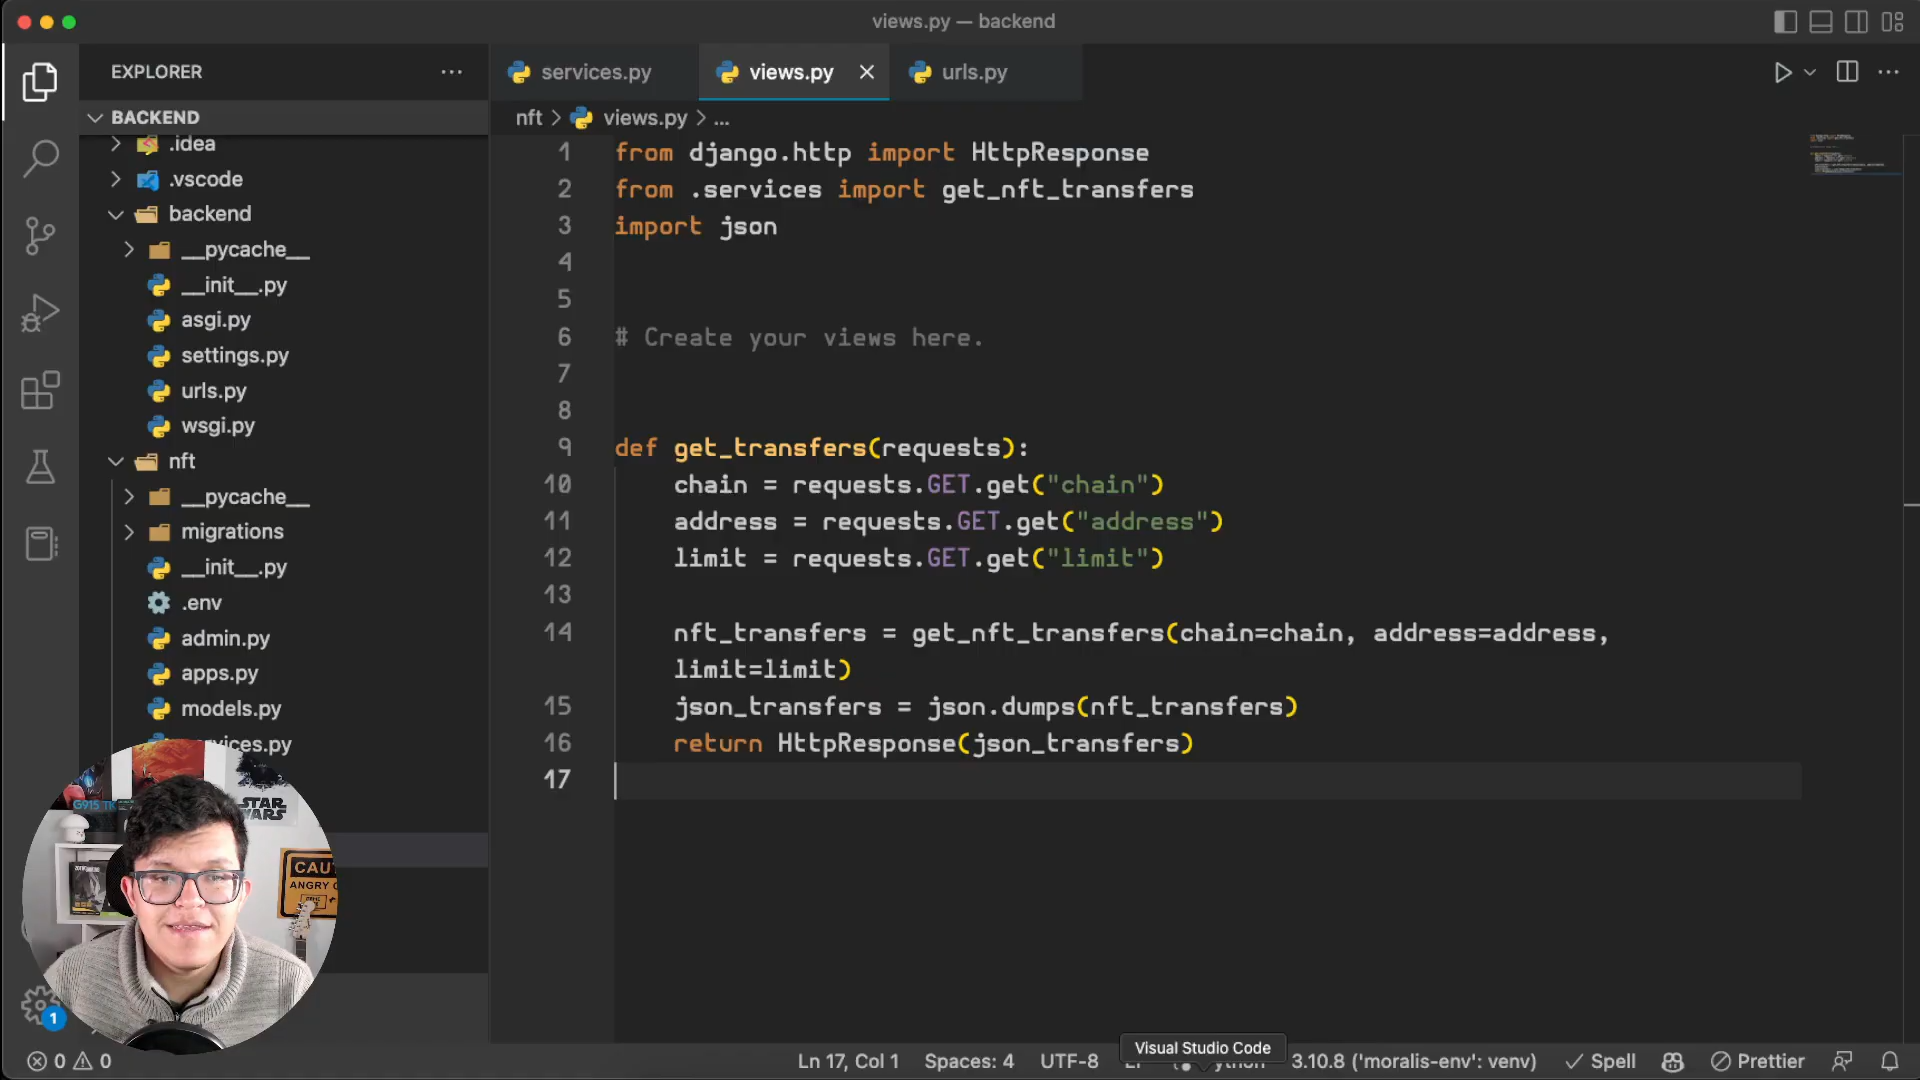 views.py — backend
EXPLORER
BACKEND
.idea
.vscode
backend
__pycache__
__init__.py
asgi.py
settings.py
urls.py
wsgi.py
nft
__pycache__
migrations
__init__.py
.env
admin.py
apps.py
models.py
services.py
views.py
urls.py
nft > views.py > ...
1 from django.http import HttpResponse
2 from .services import get_nft_transfers
3 import json
4
5
6 # Create your views here.
7
8
9 def get_transfers(requests):
10 chain = requests.GET.get("chain")
11 address = requests.GET.get("address")
12 limit = requests.GET.get("limit")
13
14 nft_transfers = get_nft_transfers(chain=chain, address=address,
limit=limit)
15 json_transfers = json.dumps(nft_transfers)
16 return HttpResponse(json_transfers)
17
G915 TK
STAR
WARS
CAU
ANGRY
1
0 0
Ln 17, Col 1
Spaces: 4
UTF-8
Visual Studio Code
3.10.8 ('moralis-env': venv)
Spell
Prettier